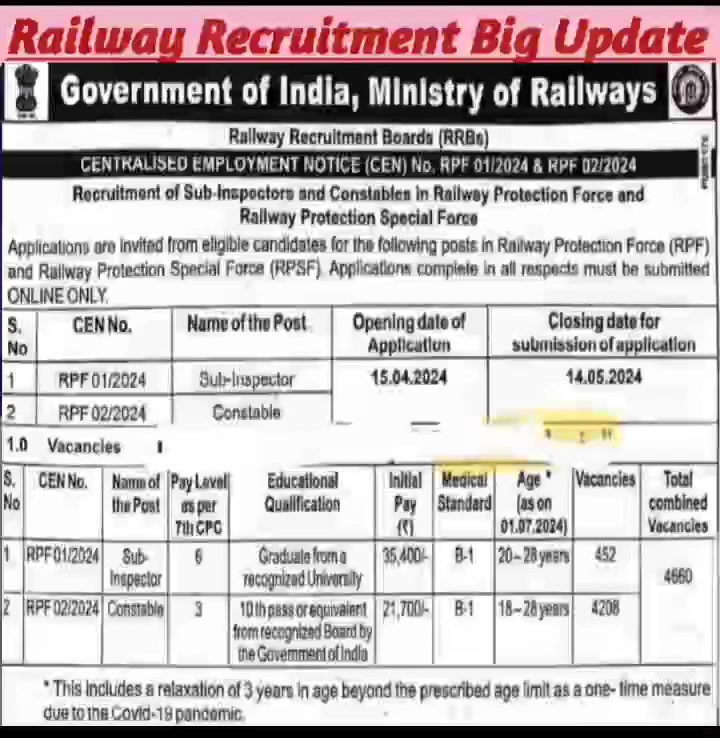 Railway Recruitment Big Update
Government of India, Ministry of Railways
Railway Recruitment Boards (RRBs)
CENTRALISED EMPLOYMENT NOTICE (CEN) No. RPF 01/2024 & RPF 02/2024
Recruitment of Sub-Inspectors and Constables in Railway Protection Force and
Railway Protection Special Force
Applications are invited from eligible candidates for the following posts in Railway Protection Force (RPF)
and Railway Protection Special Force (RPSF). Applications complete in all respects must be submitted
ONLINE ONLY.
S. No CEN No. Name of the Post Opening date of Application Closing date for submission of application
1 RPF 01/2024 Sub-Inspector 15.04.2024 14.05.2024
2 RPF 02/2024 Constable
1.0 Vacancies
S. No CEN No. Name of the Post Pay Level as per 7th CPC Educational Qualification Initial Pay (₹) Medical Standard Age * (as on 01.07.2024) Vacancies Total combined Vacancies
1 RPF 01/2024 Sub-Inspector 6 Graduate from a recognized University 35,400/- B-1 20 – 28 years 452 4660
2 RPF 02/2024 Constable 3 10th pass or equivalent from recognized Board by the Government of India 21,700/- B-1 18 – 28 years 4208
* This includes a relaxation of 3 years in age beyond the prescribed age limit as a one- time measure
due to the Covid-19 pandemic.